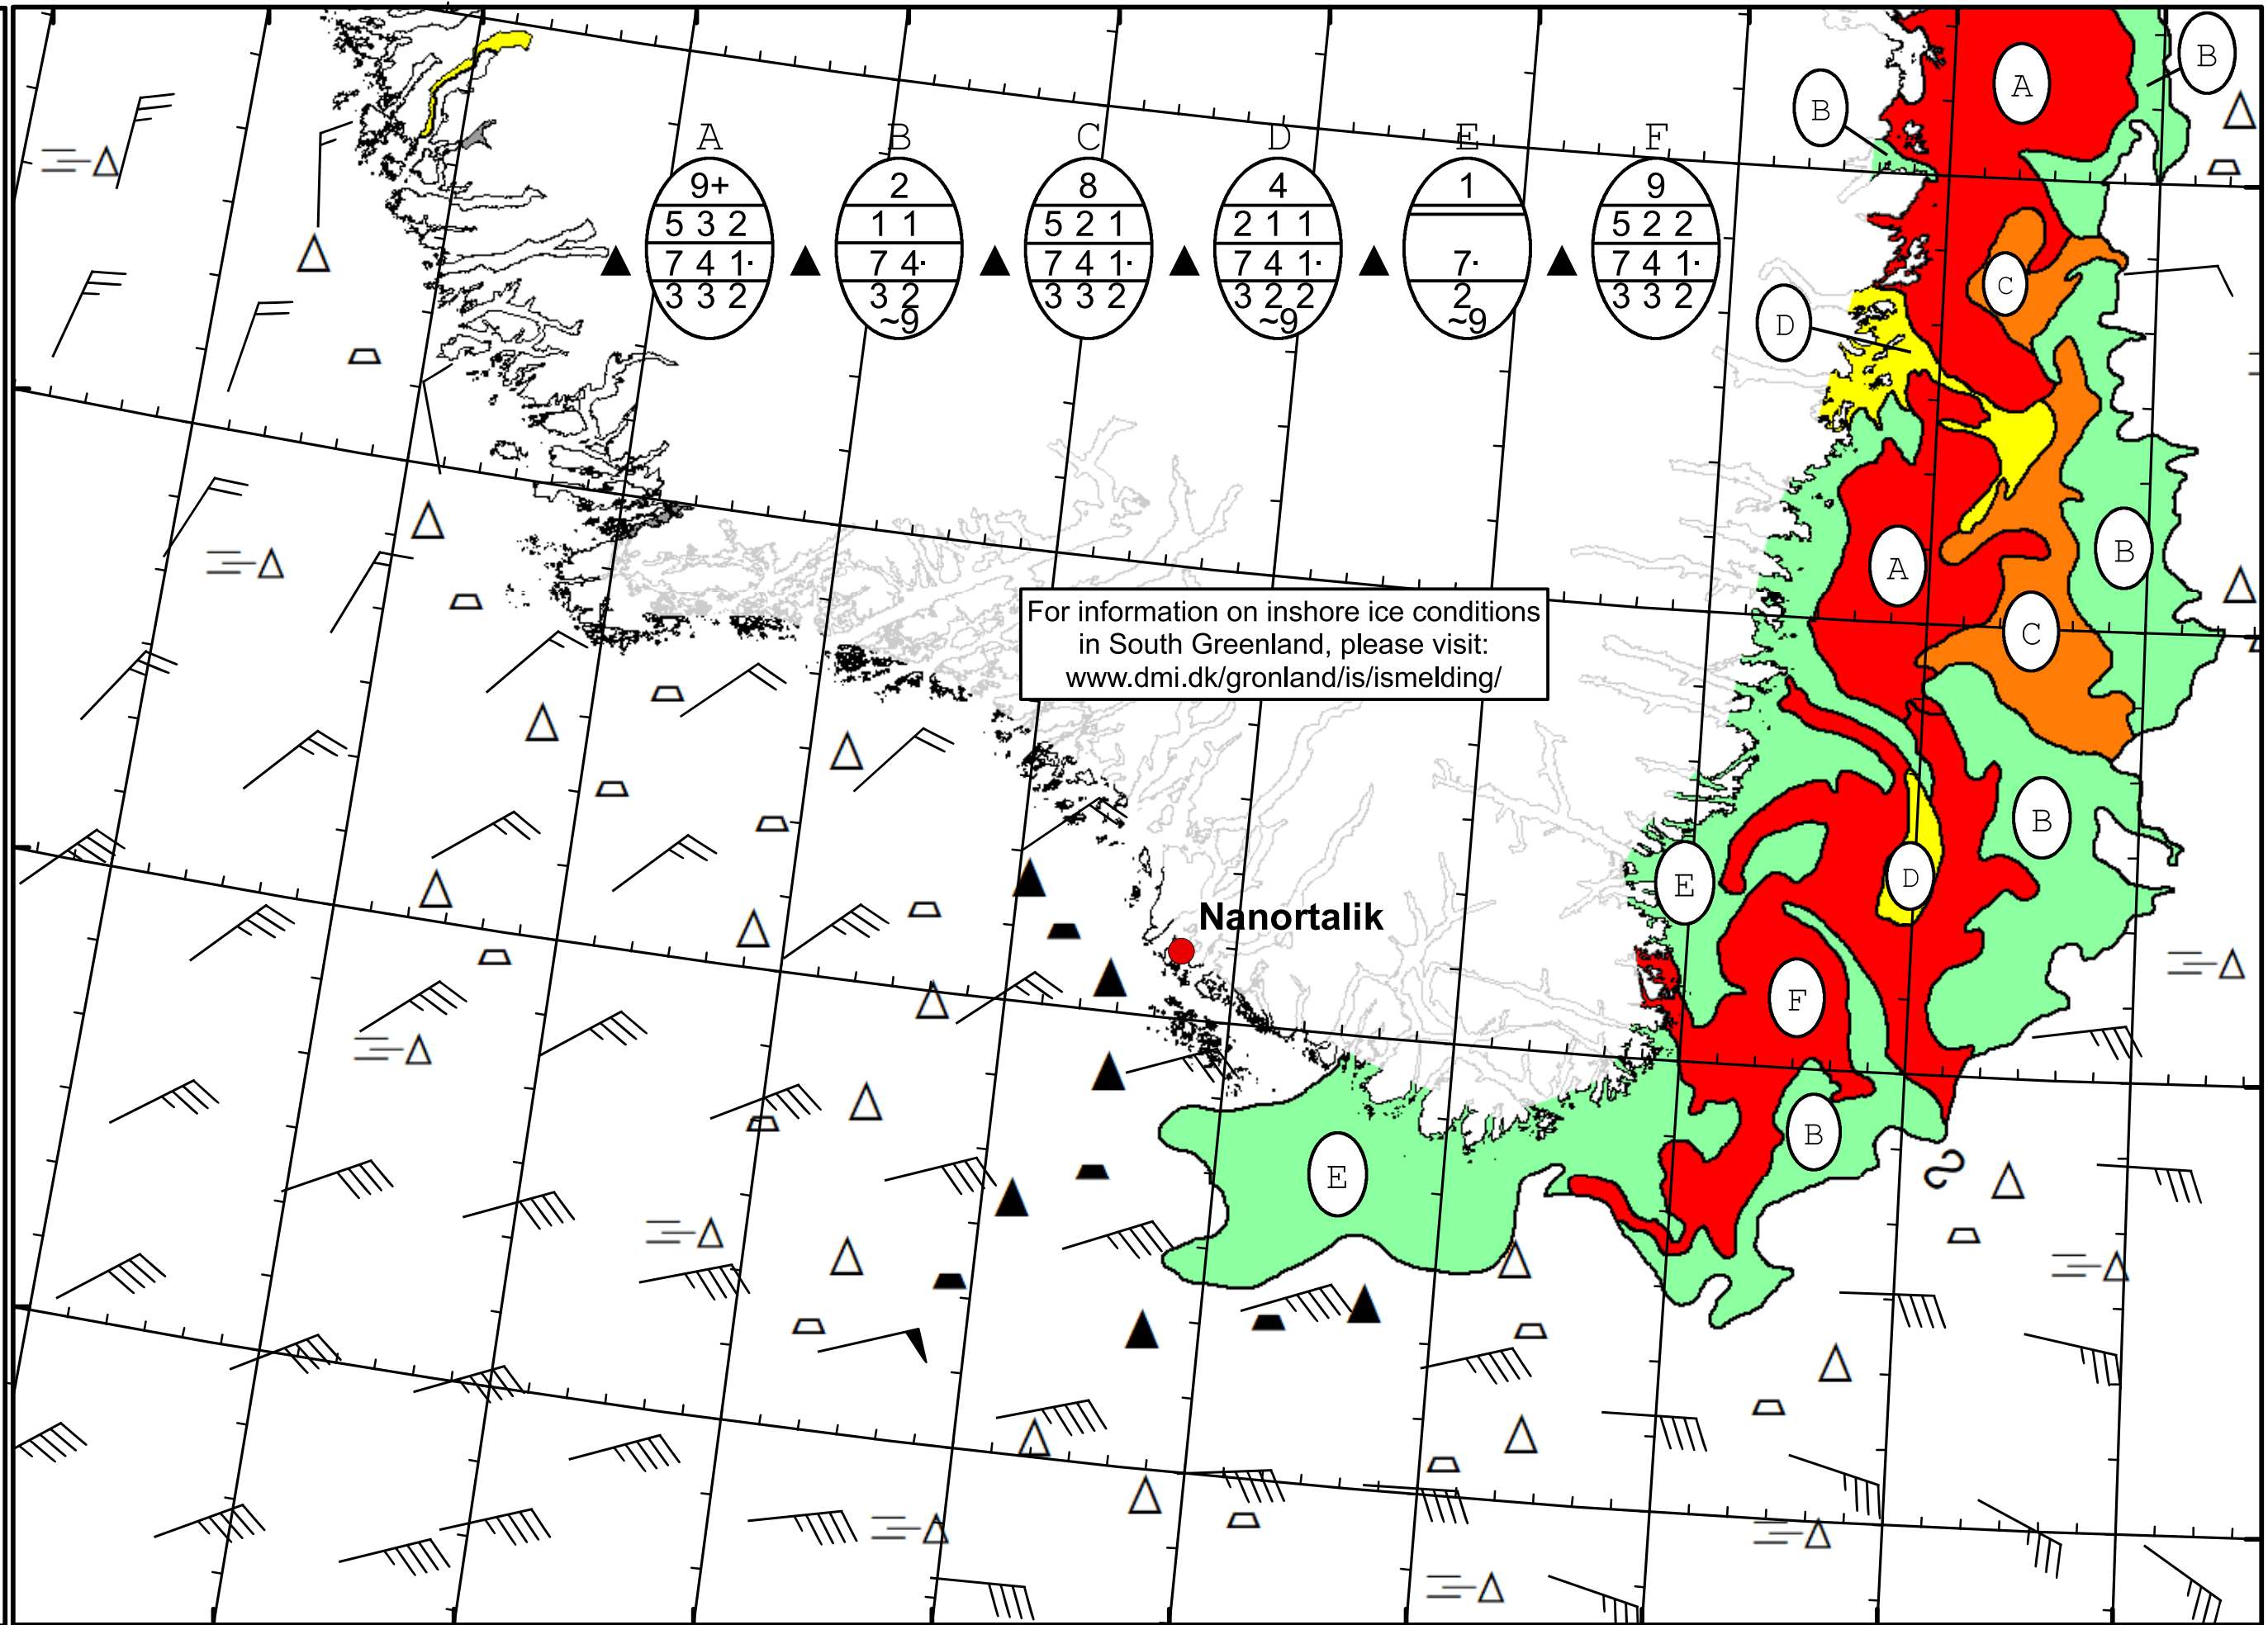 B
A
B
A
B
C
D
E
F
9+
2
8
4
1
9
5 3 2
1 1
5 2 1
2 1 1
5 2 2
7 4 1·
7 4·
7 4 1·
7 4 1·
7·
7 4 1·
3 3 2
3 2
3 3 2
3 2 2
2
3 3 2
~9
~9
~9
C
D
B
A
For information on inshore ice conditions
in South Greenland, please visit:
www.dmi.dk/gronland/is/ismelding/
C
B
D
E
Nanortalik
F
B
E